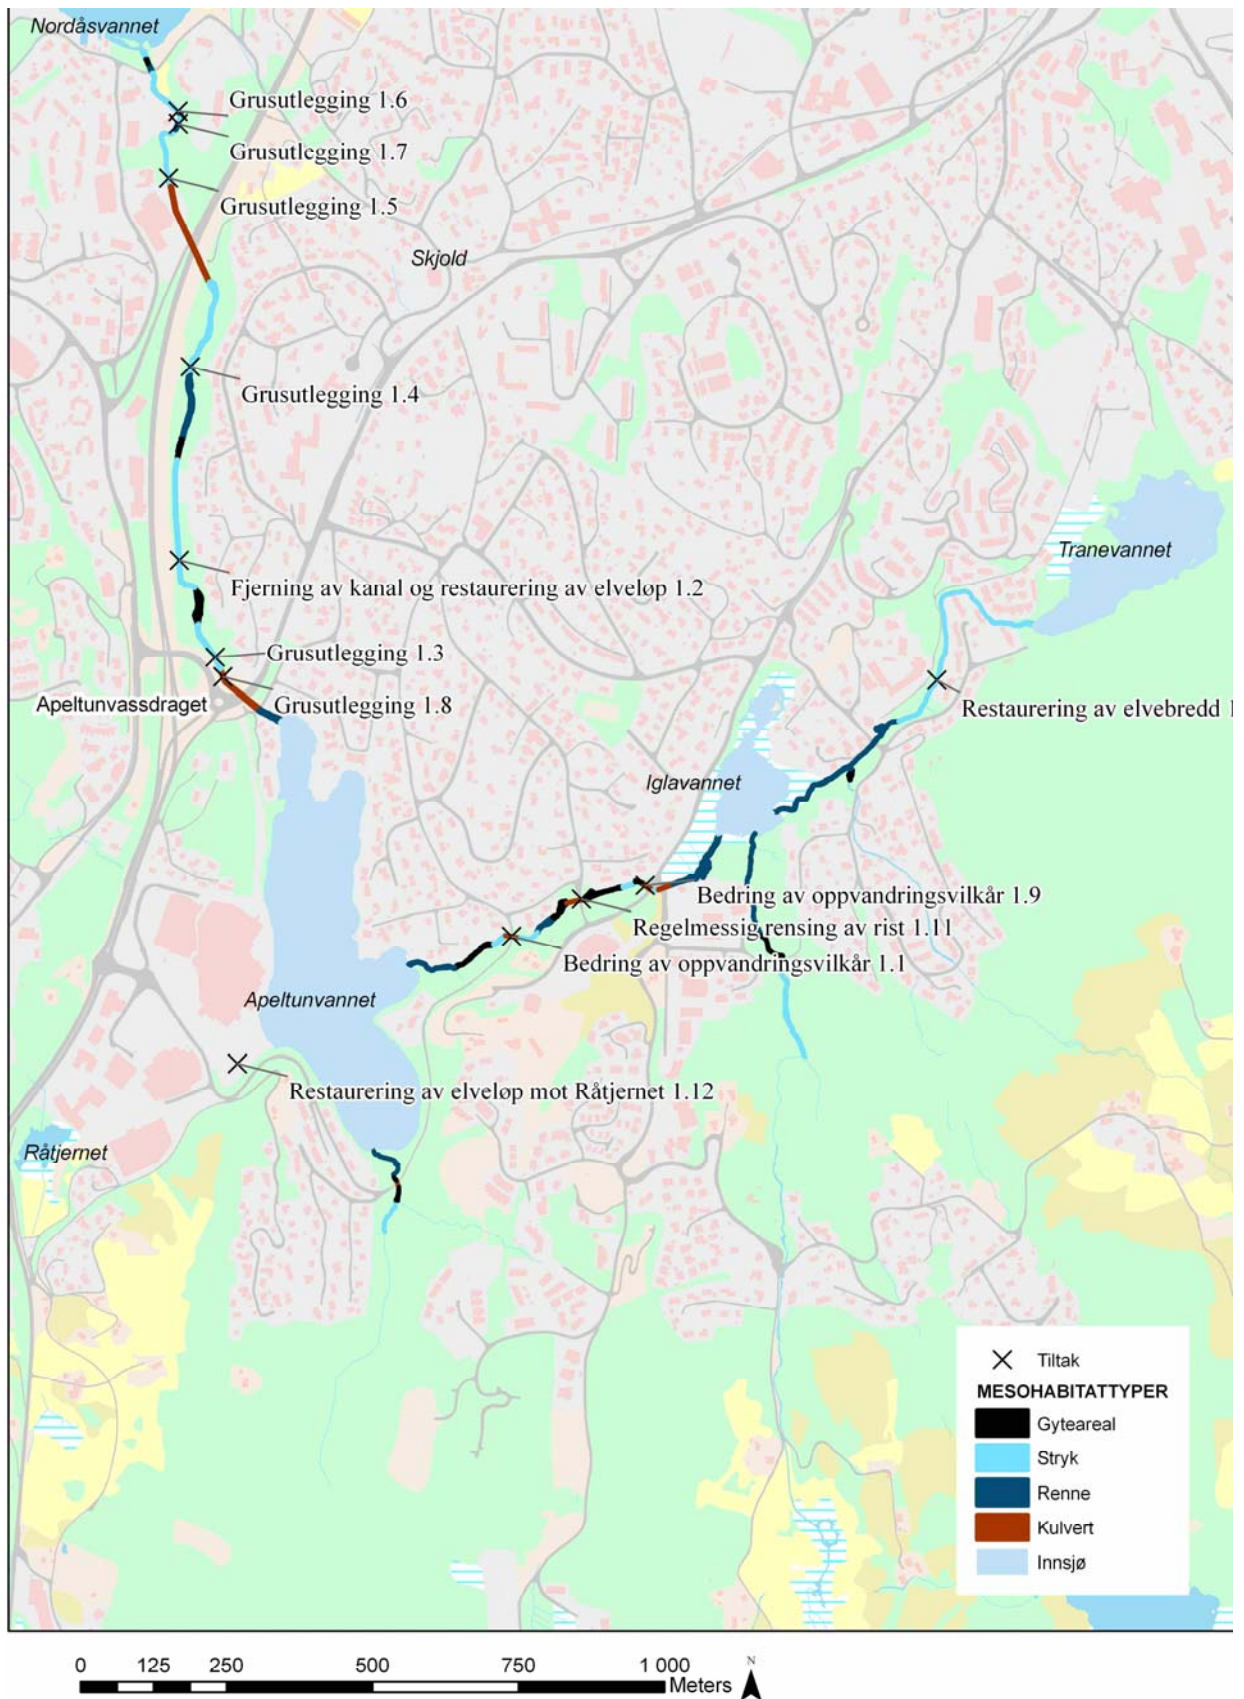 Nordåsvannet
Grusutlegging 1.6
Grusutlegging 1.7
Grusutlegging 1.5
Skjold
Grusutlegging 1.4
Tranevannet
Fjerning av kanal og restaurering av elveløp 1.2
Grusutlegging 1.3
Apeltunvassdraget
Grusutlegging 1.8
Restaurering av elvebredd 1
Iglavannet
Bedring av oppvandringsvilkår 1.9
Regelmessig rensing av rist 1.11
Bedring av oppvandringsvilkår 1.1
Apeltunvannet
Restaurering av elveløp mot Råtjernet 1.12
Råtjernet
Tiltak
MESOHABITATTYPER
Gyteareal
Stryk
Renne
Kulvert
Innsjø
0 125 250 500 750 1 000
Meters
N